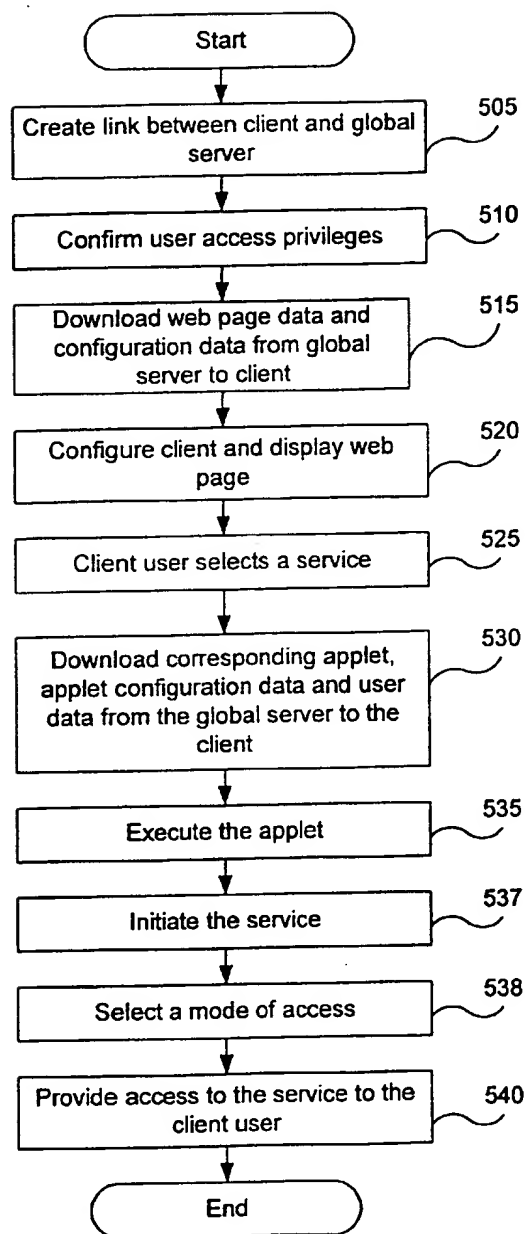 Start
Create link between client and global
server
505
Confirm user access privileges
510
Download web page data and
configuration data from global
server to client
515
Configure client and display web
page
520
Client user selects a service
525
Download corresponding applet,
applet configuration data and user
data from the global server to the
client
530
Execute the applet
535
Initiate the service
537
Select a mode of access
538
Provide access to the service to the
client user
540
End